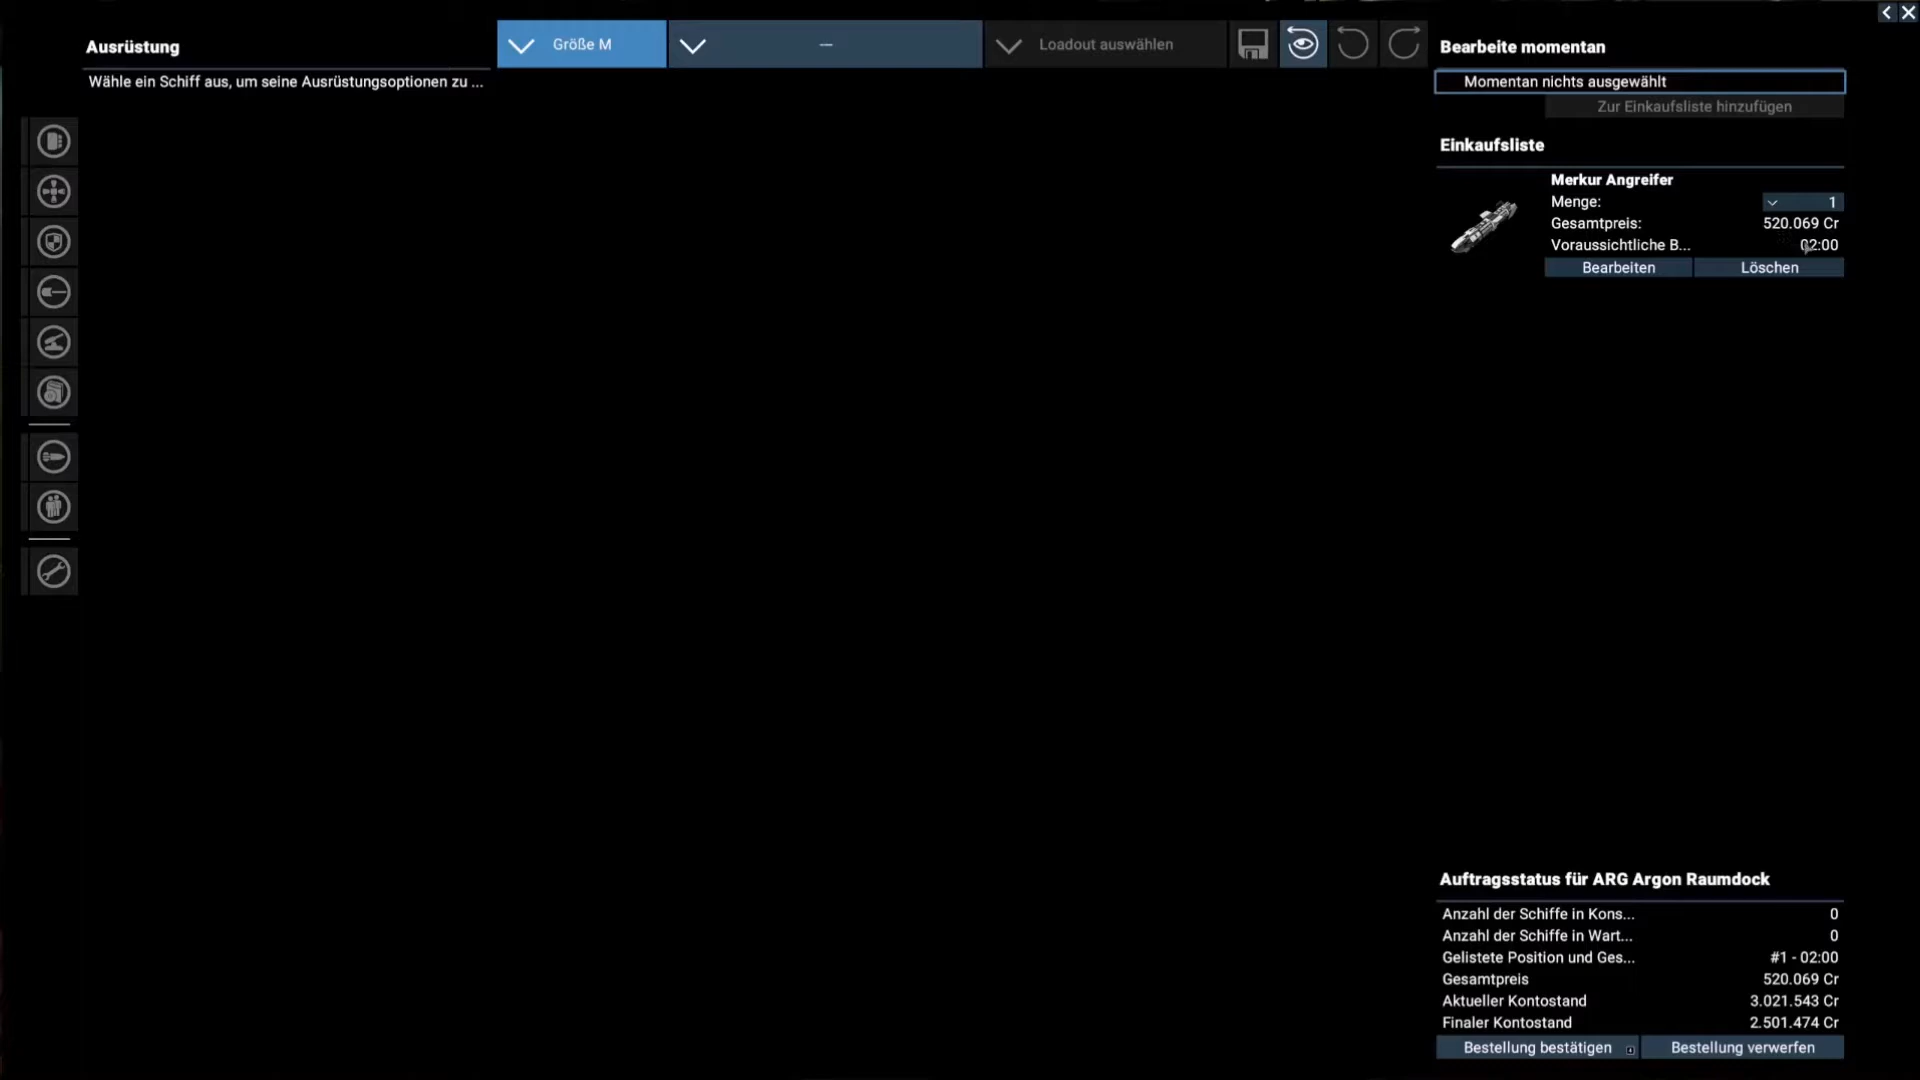 Ausrüstung
Wähle ein Schiff aus, um seine Ausrüstungsoptionen zu ...
Größe M
—
Loadout auswählen
Bearbeite momentan
Momentan nichts ausgewählt
Zur Einkaufsliste hinzufügen
Einkaufsliste
Merkur Angreifer
Menge: 1
Gesamtpreis: 520.069 Cr
Voraussichtliche B... 02:00
Bearbeiten Löschen
Auftragsstatus für ARG Argon Raumdock
Anzahl der Schiffe in Kons... 0
Anzahl der Schiffe in Wart... 0
Gelistete Position und Ges... #1 - 02:00
Gesamtpreis 520.069 Cr
Aktueller Kontostand 3.021.543 Cr
Finaler Kontostand 2.501.474 Cr
Bestellung bestätigen Bestellung verwerfen